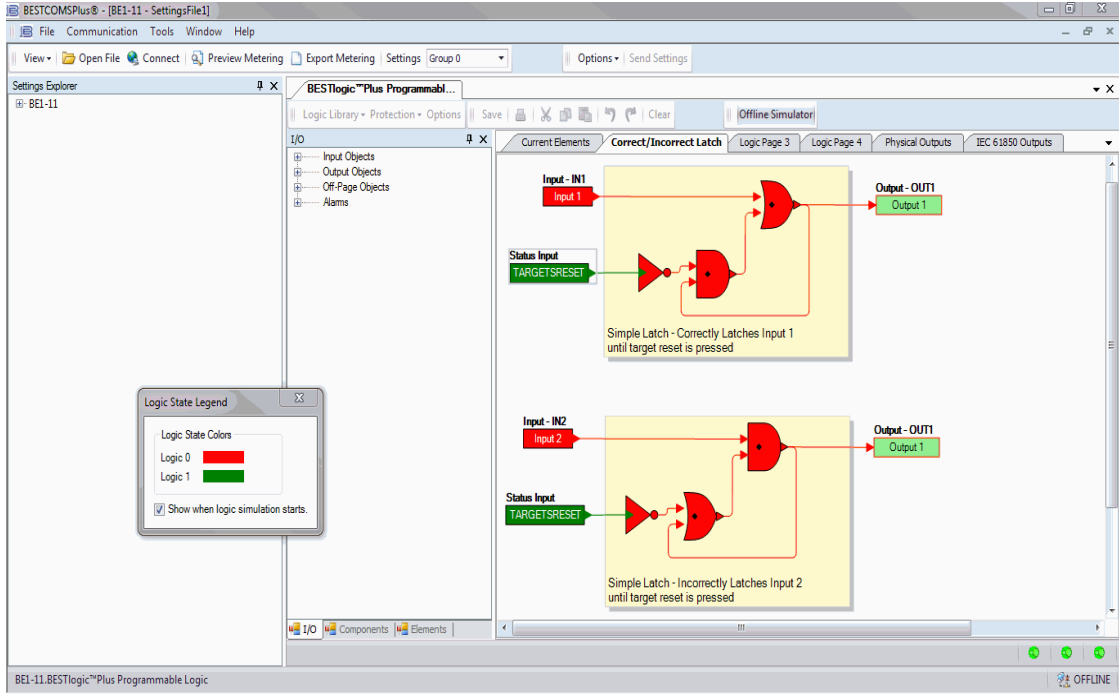 BESTCOMSPlus® - [BE1-11 - SettingsFile1]
File Communication Tools Window Help
View Open File Connect Preview Metering Export Metering Settings Group 0 Options Send Settings
Settings Explorer
BE1-11
BESTlogic™Plus Programmabl...
Logic Library Protection Options Save Clear Offline Simulator
I/O
Input Objects
Output Objects
Off-Page Objects
Alarms
Current Elements Correct/Incorrect Latch Logic Page 3 Logic Page 4 Physical Outputs IEC 61850 Outputs
Input - IN1
Input 1
Output - OUT1
Output 1
Status Input
TARGETSRESET
Simple Latch - Correctly Latches Input 1
until target reset is pressed
Input - IN2
Input 2
Output - OUT1
Output 1
Status Input
TARGETSRESET
Simple Latch - Incorrectly Latches Input 2
until target reset is pressed
Logic State Legend
Logic State Colors
Logic 0
Logic 1
Show when logic simulation starts.
I/O Components Elements
BE1-11.BESTlogic™Plus Programmable Logic
OFFLINE